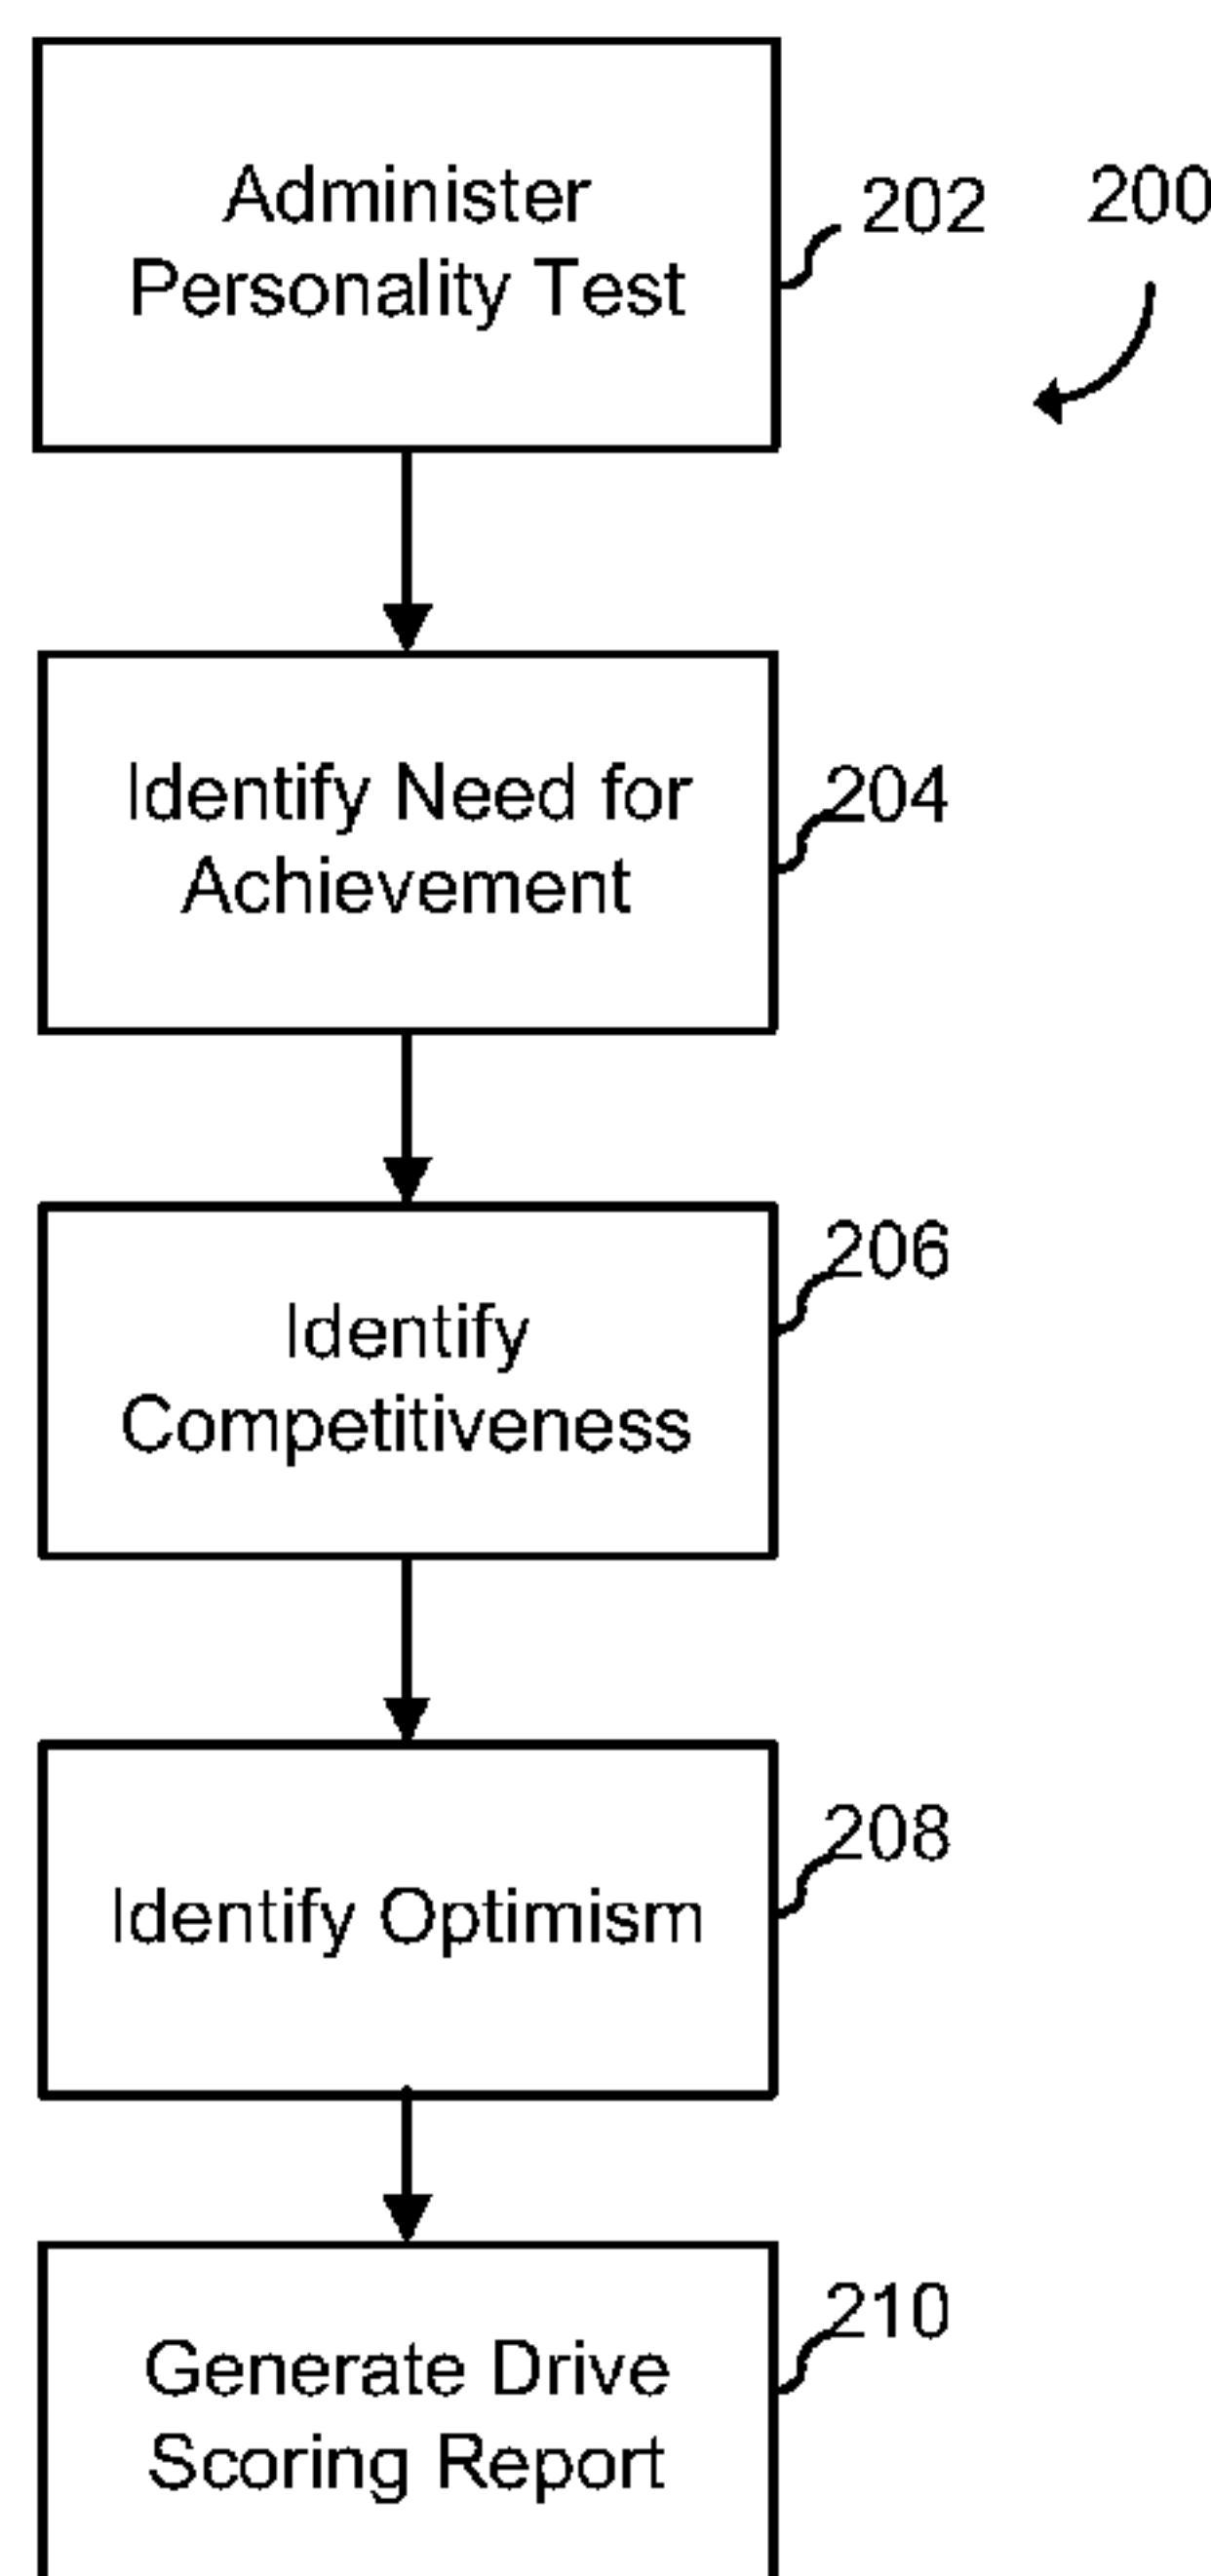 Administer
Personality Test
202
200
Identify Need for
Achievement
204
Identify
Competitiveness
206
Identify Optimism
208
Generate Drive
Scoring Report
210